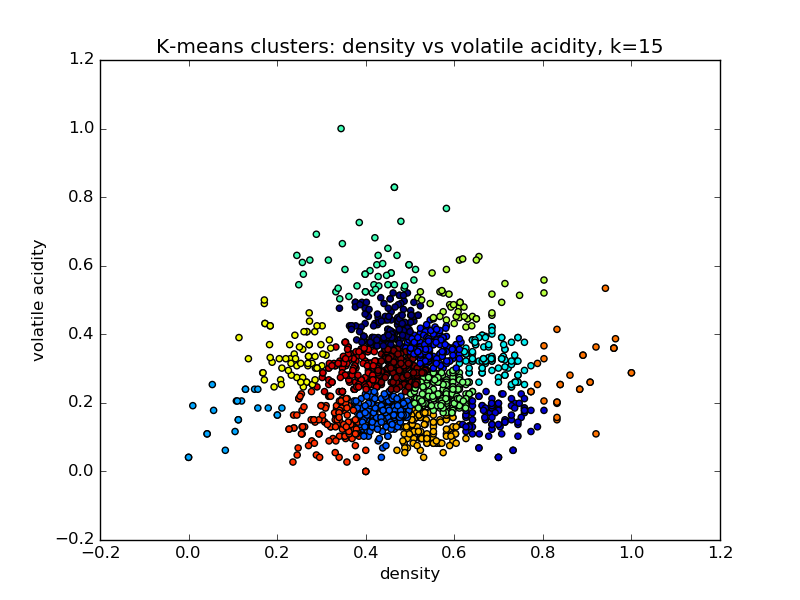 K-means clusters: density vs volatile acidity, k=15
1.2
1.0
0.8
0.6
0.4
0.2
0.0
−0.2
volatile acidity
−0.2 0.0 0.2 0.4 0.6 0.8 1.0 1.2
density